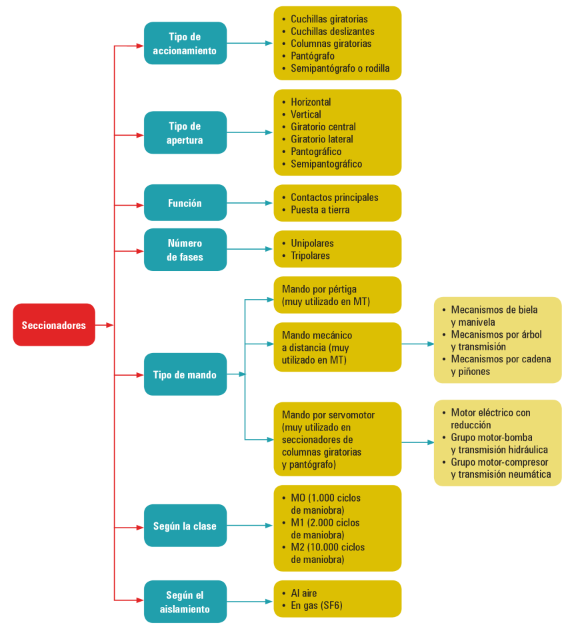 Seccionadores
Tipo de
accionamiento
• Cuchillas giratorias
• Cuchillas deslizantes
• Columnas giratorias
• Pantógrafo
• Semipantógrafo o rodilla
Tipo de
apertura
• Horizontal
• Vertical
• Giratorio central
• Giratorio lateral
• Pantográfico
• Semipantográfico
Función
• Contactos principales
• Puesta a tierra
Número
de fases
• Unipolares
• Tripolares
Tipo de mando
Mando por pértiga
(muy utilizado en MT)
Mando mecánico
a distancia (muy
utilizado en MT)
• Mecanismos de biela
y manivela
• Mecanismos por árbol
y transmisión
• Mecanismos por cadena
y piñones
Mando por servomotor
(muy utilizado en
seccionadores de
columnas giratorias
y pantógrafo)
• Motor eléctrico con
reducción
• Grupo motor-bomba
y transmisión hidráulica
• Grupo motor-compresor
y transmisión neumática
Según la clase
• M0 (1.000 ciclos
de maniobra)
• M1 (2.000 ciclos
de maniobra)
• M2 (10.000 ciclos
de maniobra)
Según el
aislamiento
• Al aire
• En gas (SF6)